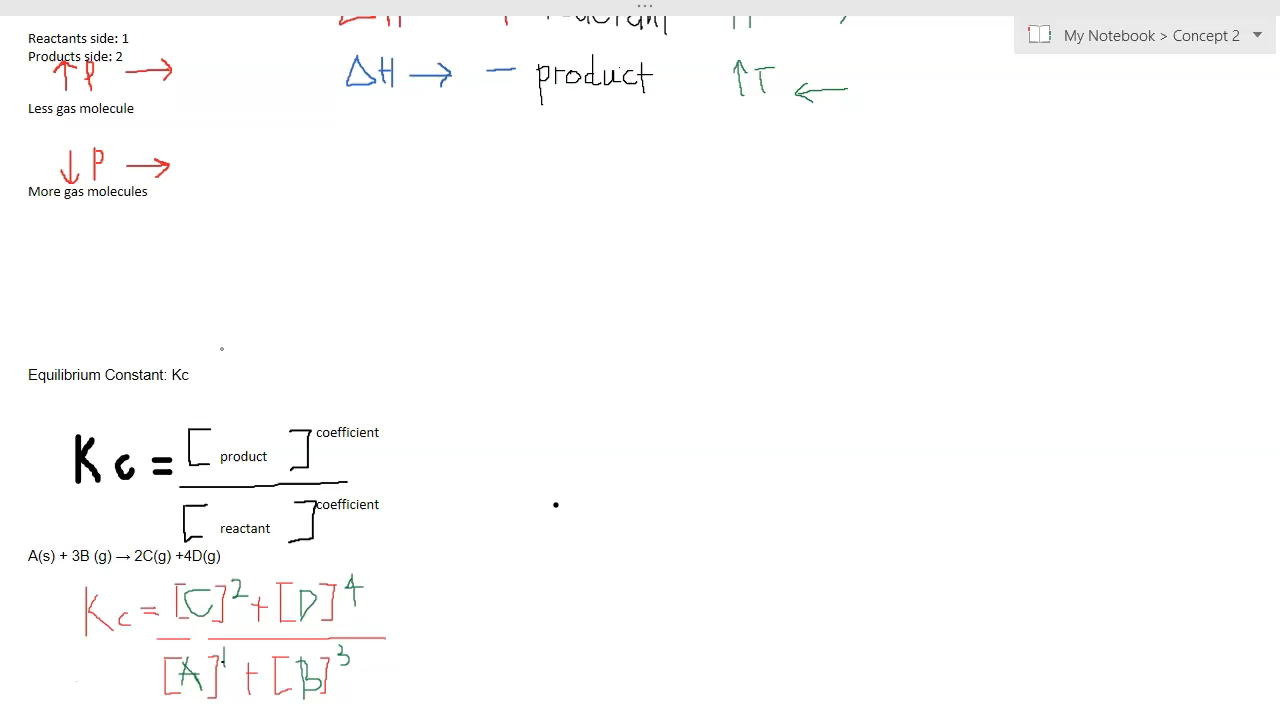 My Notebook > Concept 2
Reactants side: 1
Products side: 2
↑P →
Less gas molecule
↓P →
More gas molecules
ΔH → − product ↑T ←
Equilibrium Constant: Kc
Kc = [ product ] coefficient
[ reactant ] coefficient
A(s) + 3B (g) → 2C(g) +4D(g)
Kc = [C]² + [D]⁴
[A]¹ + [B]³